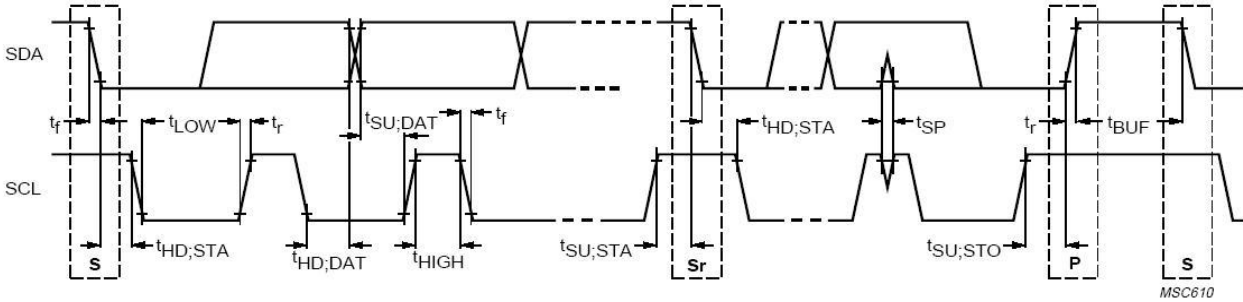 SDA
t_f
t_LOW
t_r
t_SU;DAT
t_f
t_HD;STA
t_SP
t_r
t_BUF
SCL
t_HD;STA
t_HD;DAT
t_HIGH
t_SU;STA
t_SU;STO
S
Sr
P
S
MSC610